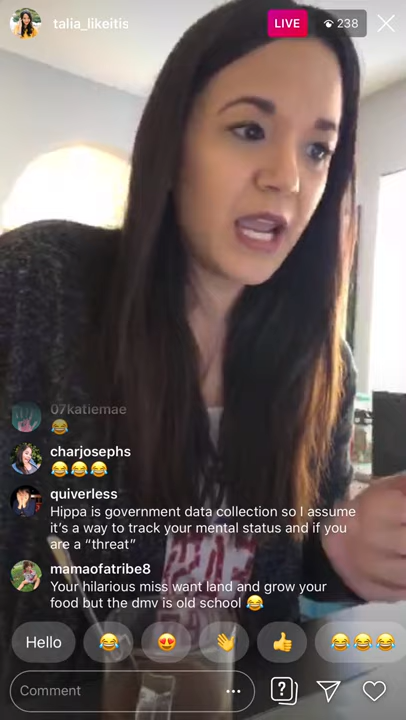 talia_likeitis
LIVE
238
07katiemae
😂
charjosephs
😂😂😂
quiverless
Hippa is government data collection so I assume
it's a way to track your mental status and if you
are a "threat"
mamaofatribe8
Your hilarious miss want land and grow your
food but the dmv is old school 😂
Hello
😂
😍
👋
👍
😂😂😂
Comment
...
?